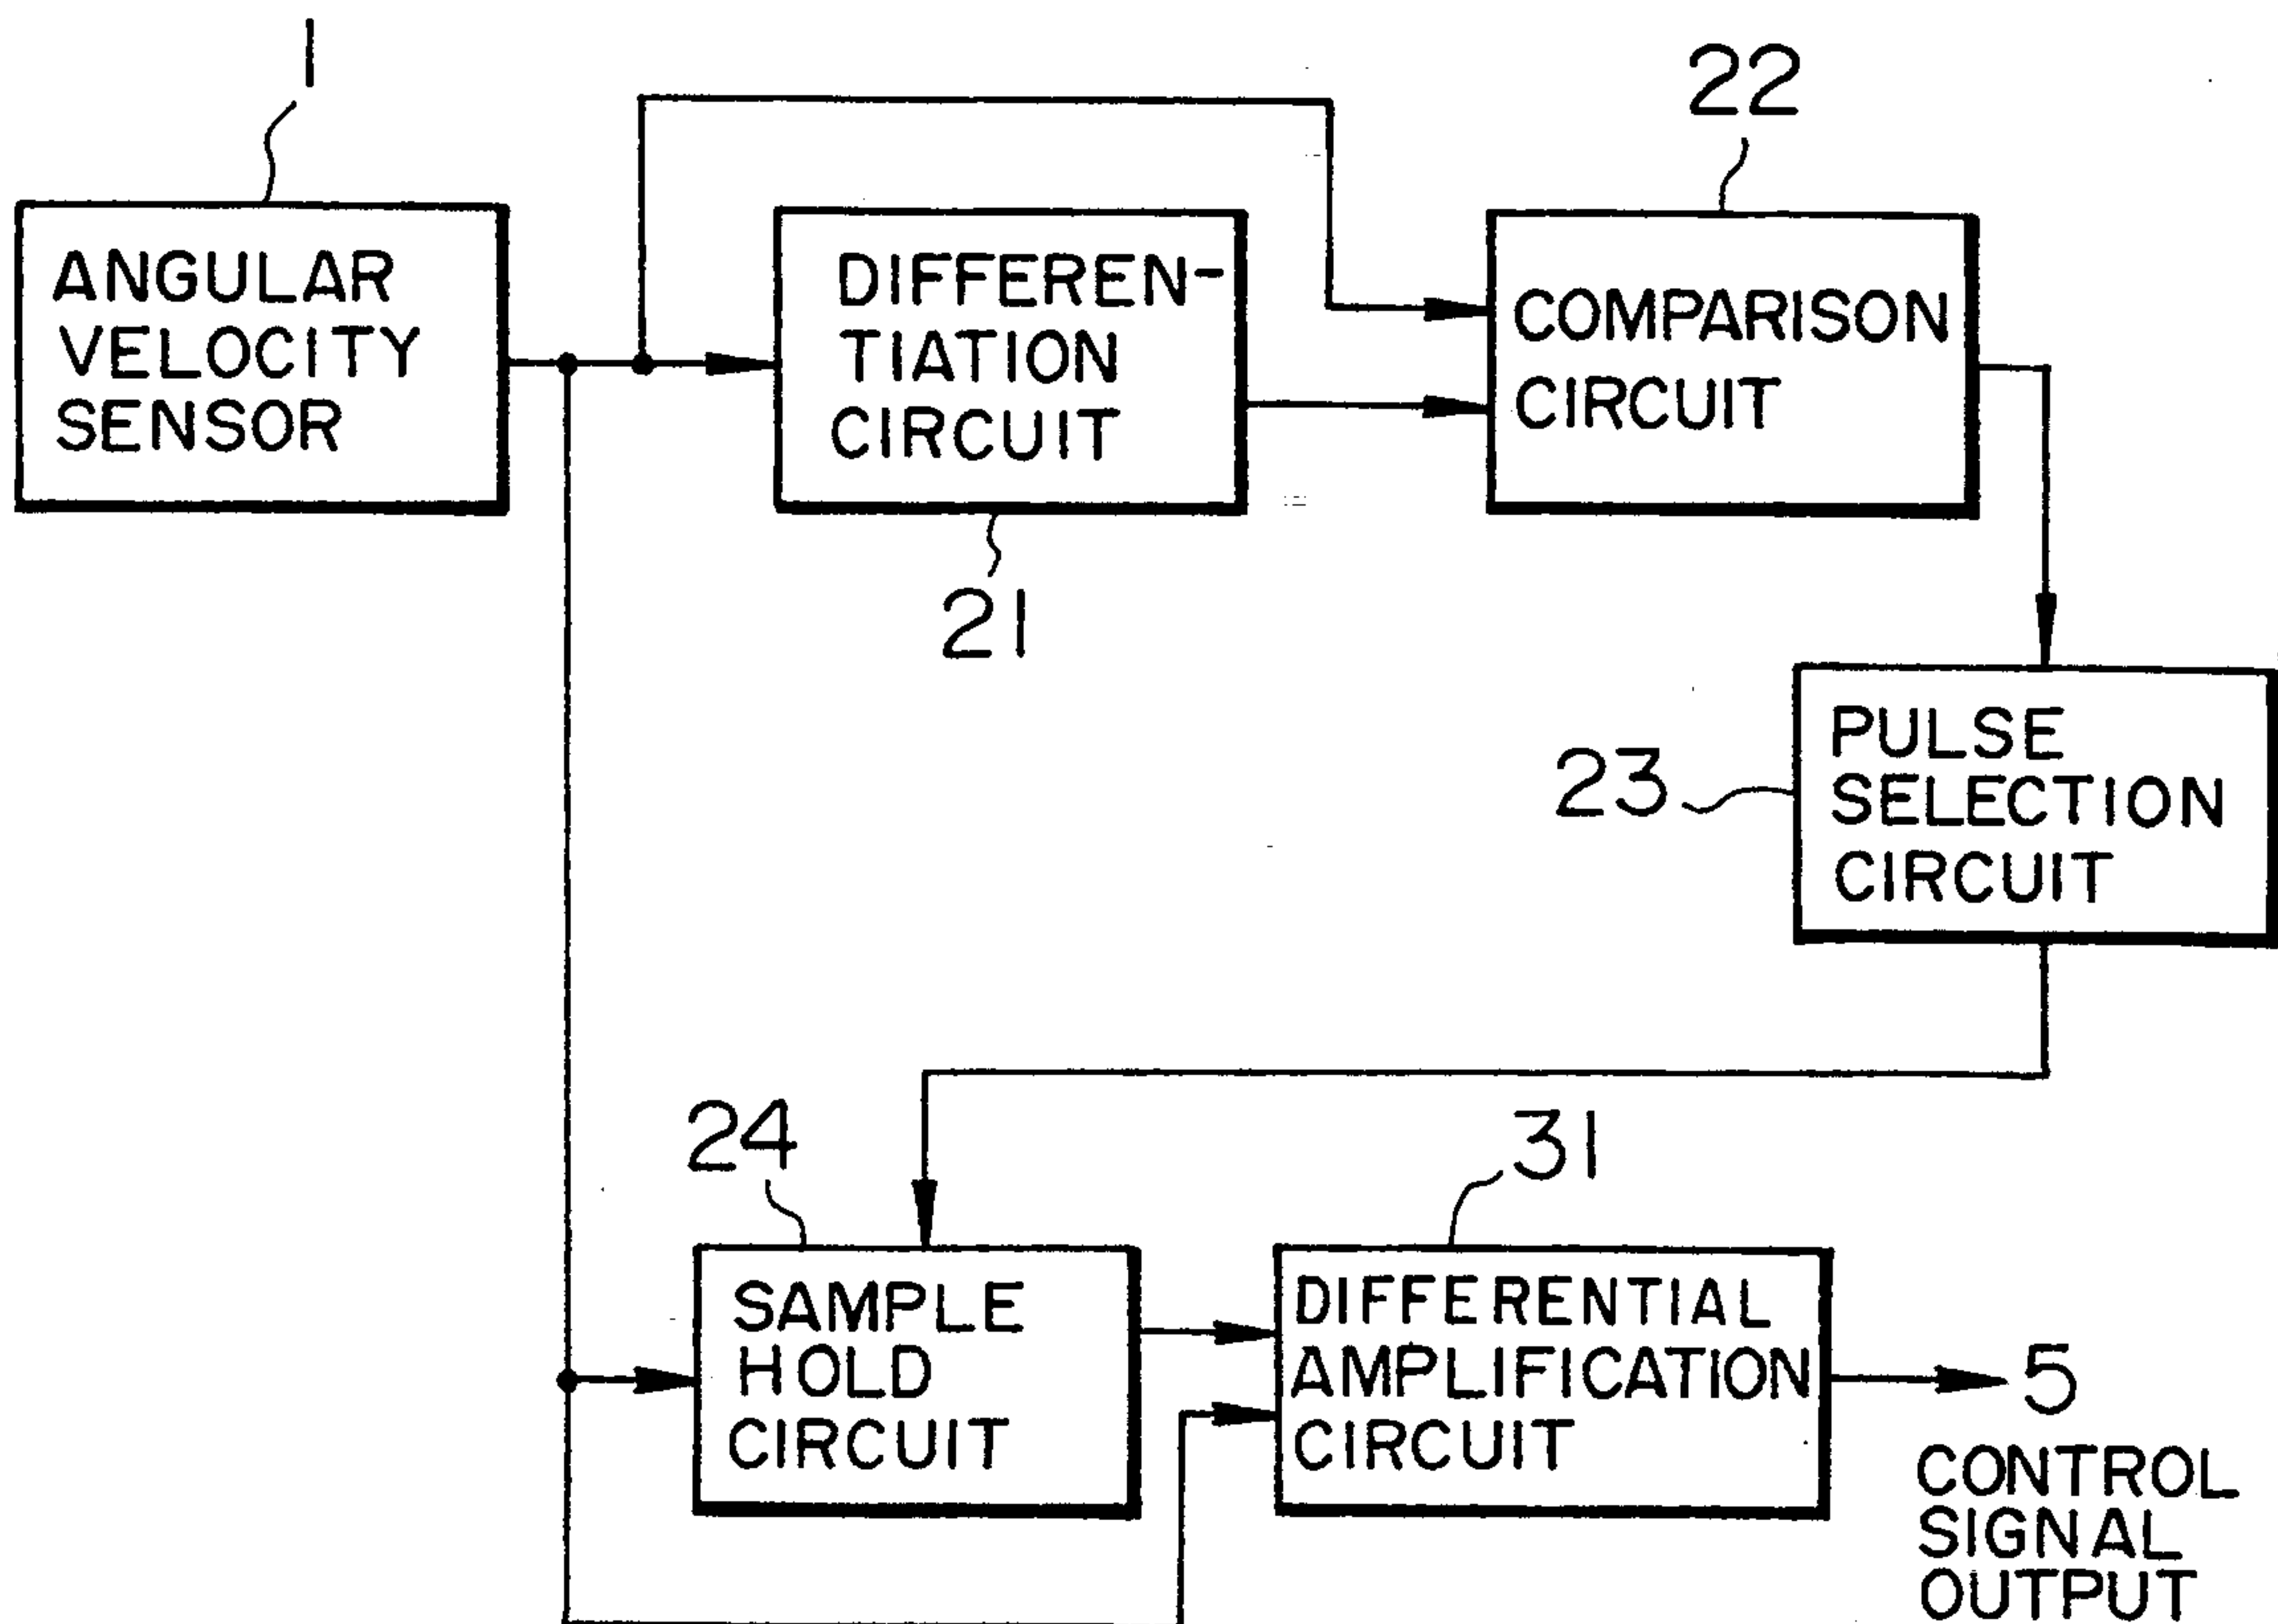 1
ANGULAR
VELOCITY
SENSOR
DIFFEREN-
TIATION
CIRCUIT
21
22
COMPARISON
CIRCUIT
23
PULSE
SELECTION
CIRCUIT
24
SAMPLE
HOLD
CIRCUIT
31
DIFFERENTIAL
AMPLIFICATION
CIRCUIT
5
CONTROL
SIGNAL
OUTPUT